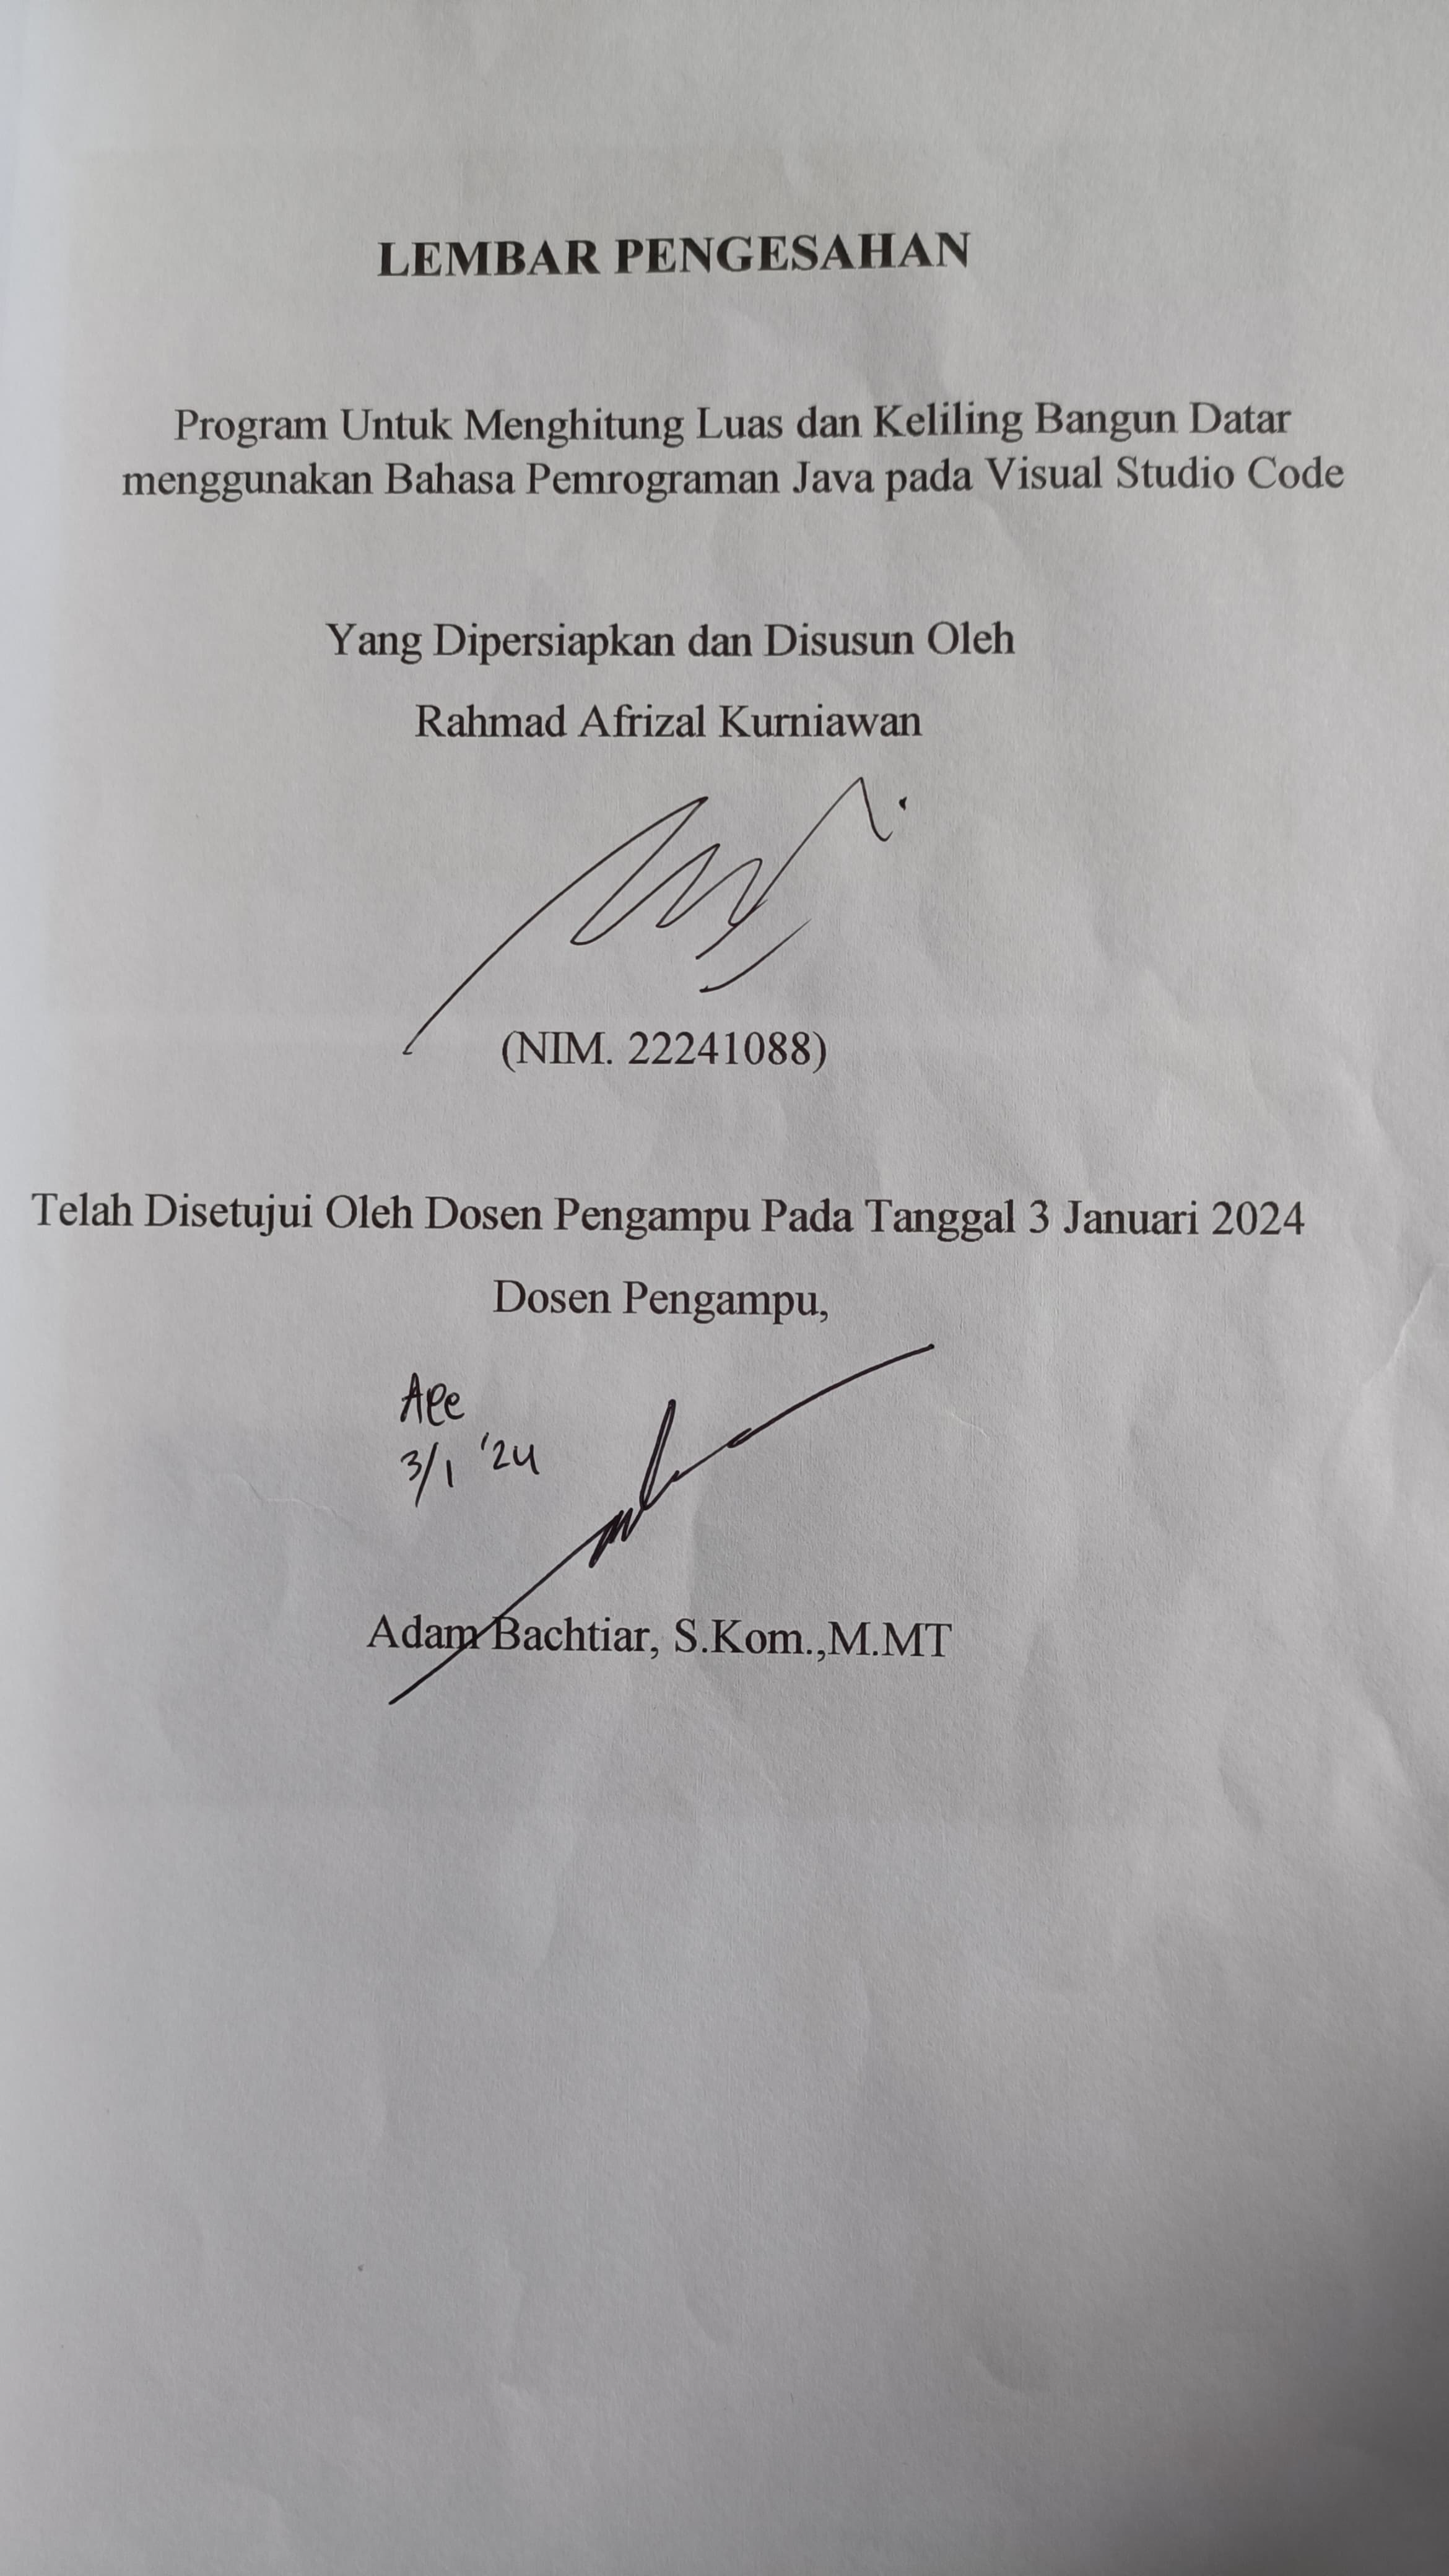 LEMBAR PENGESAHAN
Program Untuk Menghitung Luas dan Keliling Bangun Datar
menggunakan Bahasa Pemrograman Java pada Visual Studio Code
Yang Dipersiapkan dan Disusun Oleh
Rahmad Afrizal Kurniawan
(NIM. 22241088)
Telah Disetujui Oleh Dosen Pengampu Pada Tanggal 3 Januari 2024
Dosen Pengampu,
3/1 '24
Adam Bachtiar, S.Kom.,M.MT